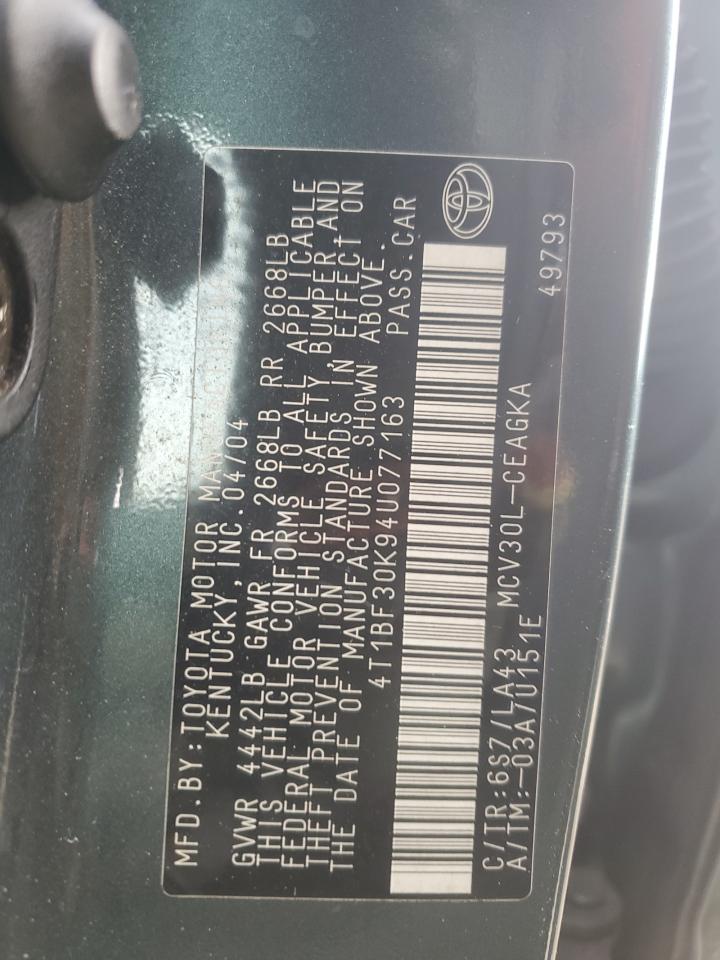 MFD.BY:TOYOTA MOTOR MANUFACTURING
KENTUCKY,INC.04/04
GVWR 4442LB GAWR FR 2668LB RR 2668LB
THIS VEHICLE CONFORMS TO ALL APPLICABLE
FEDERAL MOTOR VEHICLE SAFETY, BUMPER,AND
THEFT PREVENTION STANDARDS IN EFFECT ON
THE DATE OF MANUFACTURE SHOWN ABOVE.
4T1BF30K94U077163 PASS.CAR
C/TR:6S7/LA43 MCV30L-CEAGKA
A/TM:-03A/U151E 49793